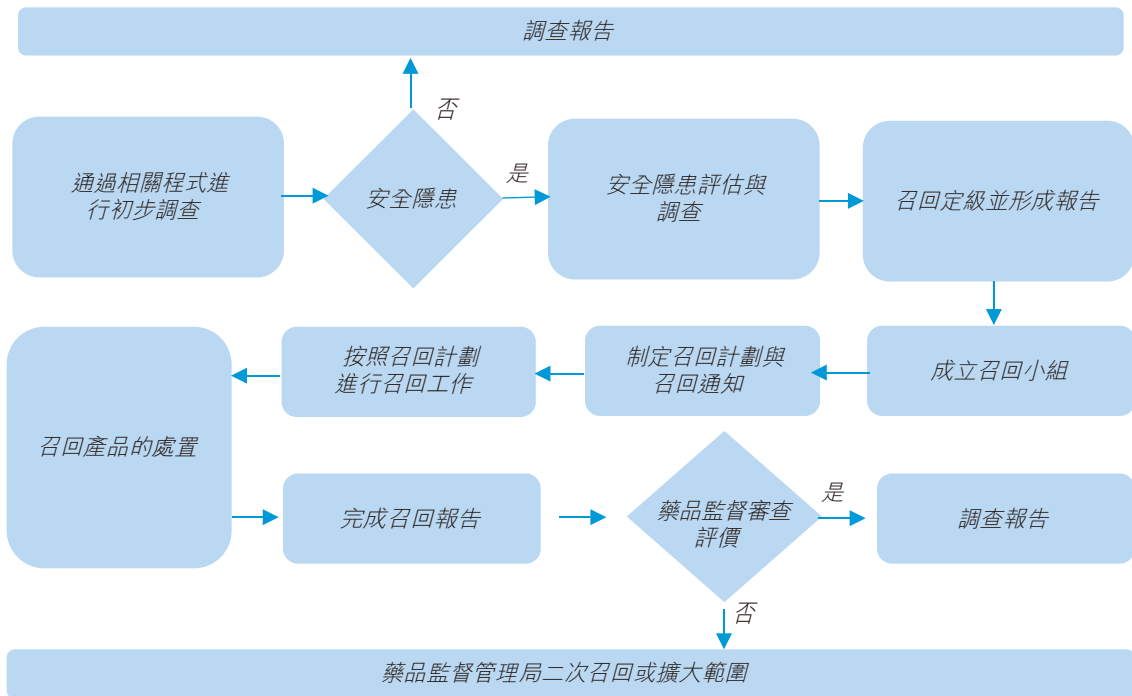 調查報告
否
通過相關程式進
行初步調查
安全隱患
是
安全隱患評估與
調查
召回定級並形成報告
成立召回小組
制定召回計劃與
召回通知
按照召回計劃
進行召回工作
召回產品的處置
完成召回報告
藥品監督審查
評價
是
調查報告
否
藥品監督管理局二次召回或擴大範圍